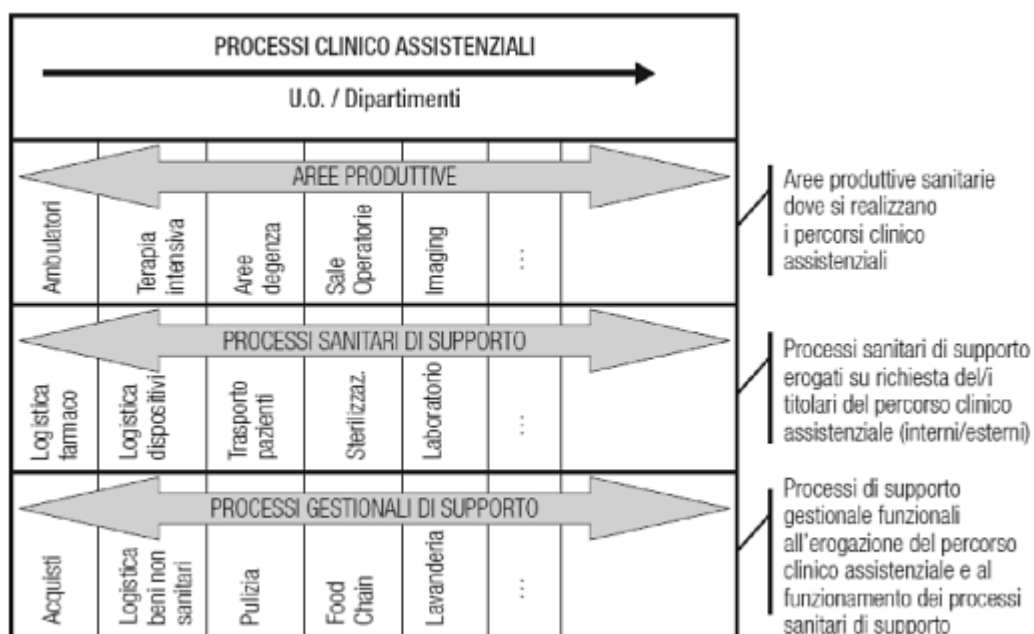 PROCESSI CLINICO ASSISTENZIALI
U.O. / Dipartimenti
AREE PRODUTTIVE
Ambulatori
Terapia
intensiva
Aree
degenza
Sale
Operatorie
Imaging
...
Aree produttive sanitarie
dove si realizzano
i percorsi clinico
assistenziali
PROCESSI SANITARI DI SUPPORTO
Logistica
farmaco
Logistica
dispositivi
Trasporto
pazienti
Sterilizzaz.
Laboratorio
...
Processi sanitari di supporto
erogati su richiesta del/i
titolari del percorso clinico
assistenziale (interni/esterni)
PROCESSI GESTIONALI DI SUPPORTO
Acquisti
Logistica
beni non
sanitari
Pulizia
Food
Chain
Lavanderia
...
Processi di supporto
gestionale funzionali
all'erogazione del percorso
clinico assistenziale e al
funzionamento dei processi
sanitari di supporto